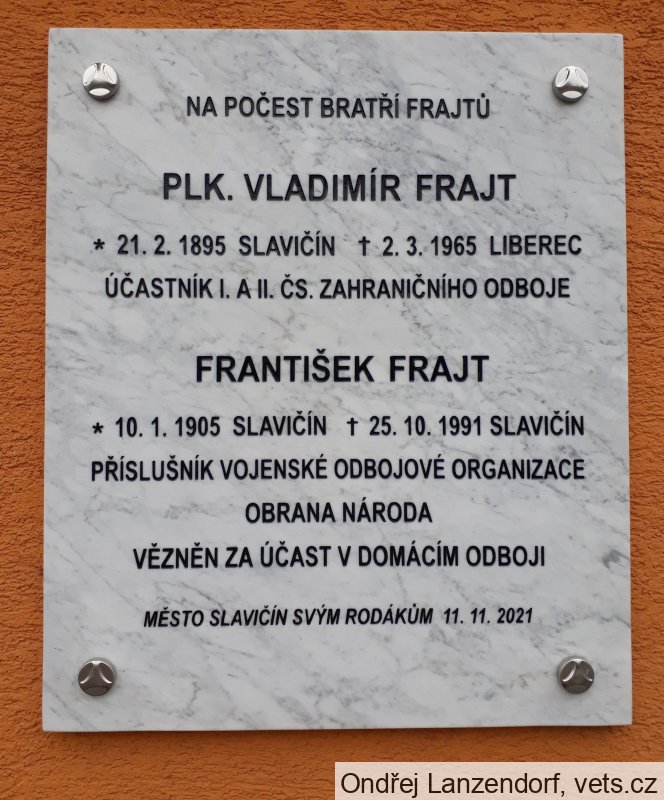 NA POČEST BRATŘÍ FRAJTŮ
PLK. VLADIMÍR FRAJT
* 21. 2. 1895 SLAVIČÍN † 2. 3. 1965 LIBEREC
ÚČASTNÍK I. A II. ČS. ZAHRANIČNÍHO ODBOJE
FRANTIŠEK FRAJT
* 10. 1. 1905 SLAVIČÍN † 25. 10. 1991 SLAVIČÍN
PŘÍSLUŠNÍK VOJENSKÉ ODBOJOVÉ ORGANIZACE
OBRANA NÁRODA
VĚZNĚN ZA ÚČAST V DOMÁCÍM ODBOJI
MĚSTO SLAVIČÍN SVÝM RODÁKŮM 11. 11. 2021
Ondřej Lanzendorf, vets.cz